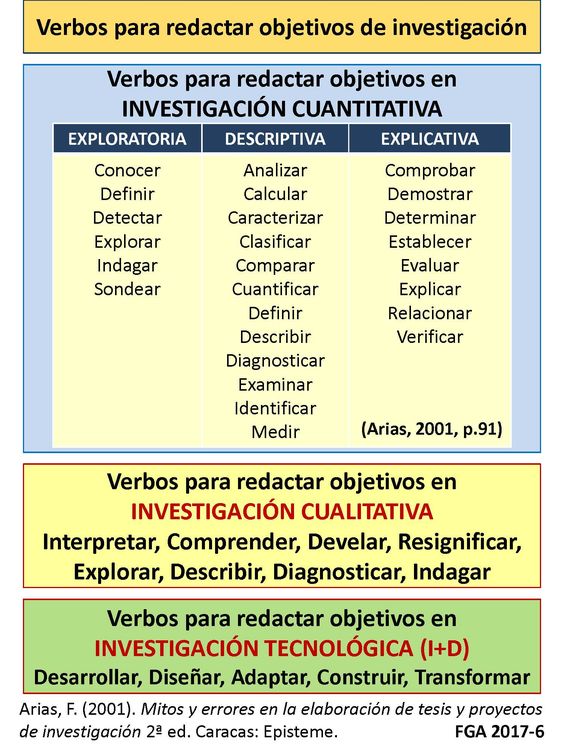 Verbos para redactar objetivos de investigación
Verbos para redactar objetivos en
INVESTIGACIÓN CUANTITATIVA
EXPLORATORIA DESCRIPTIVA EXPLICATIVA
Conocer Analizar Comprobar
Definir Calcular Demostrar
Detectar Caracterizar Determinar
Explorar Clasificar Establecer
Indagar Comparar Evaluar
Sondear Cuantificar Explicar
Definir Relacionar
Describir Verificar
Diagnosticar
Examinar
Identificar
Medir (Arias, 2001, p.91)
Verbos para redactar objetivos en
INVESTIGACIÓN CUALITATIVA
Interpretar, Comprender, Develar, Resignificar,
Explorar, Describir, Diagnosticar, Indagar
Verbos para redactar objetivos en
INVESTIGACIÓN TECNOLÓGICA (I+D)
Desarrollar, Diseñar, Adaptar, Construir, Transformar
Arias, F. (2001). Mitos y errores en la elaboración de tesis y proyectos
de investigación 2ª ed. Caracas: Episteme. FGA 2017-6